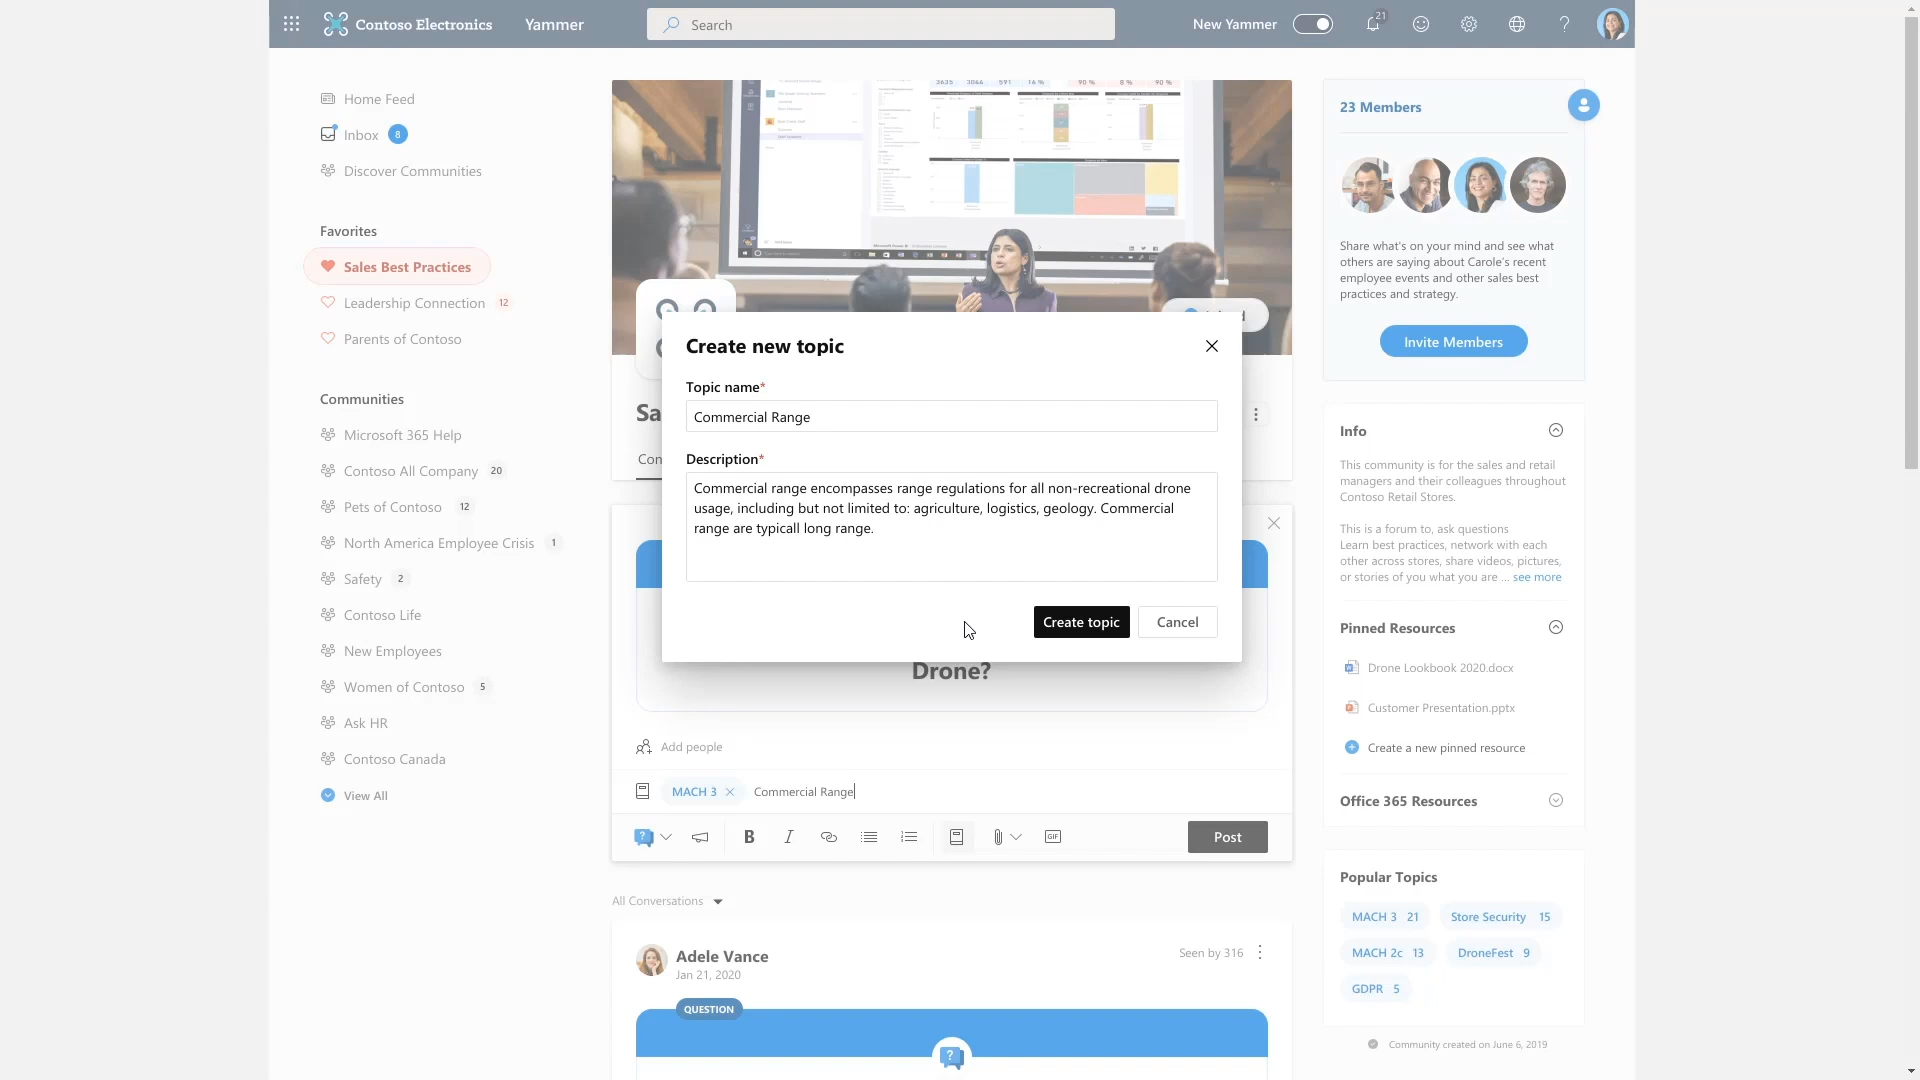 Contoso Electronics
Yammer
Search
New Yammer
21
Home Feed
Inbox 8
Discover Communities
Favorites
Sales Best Practices
Leadership Connection 12
Parents of Contoso
Communities
Microsoft 365 Help
Contoso All Company 20
Pets of Contoso 12
North America Employee Crisis 1
Safety 2
Contoso Life
New Employees
Women of Contoso 5
Ask HR
Contoso Canada
View All
Sa
Con
Create new topic
Topic name*
Commercial Range
Description*
Commercial range encompasses range regulations for all non-recreational drone
usage, including but not limited to: agriculture, logistics, geology. Commercial
range are typicall long range.
Create topic
Cancel
Drone?
Add people
MACH 3
Commercial Range
B I
GIF
Post
All Conversations
Adele Vance
Jan 21, 2020
Seen by 316
QUESTION
?
23 Members
Share what's on your mind and see what
others are saying about Carole's recent
employee events and other sales best
practices and strategy.
Invite Members
Info
This community is for the sales and retail
managers and their colleagues throughout
Contoso Retail Stores.
This is a forum to, ask questions
Learn best practices, network with each
other across stores, share videos, pictures,
or stories of you what you are ... see more
Pinned Resources
Drone Lookbook 2020.docx
Customer Presentation.pptx
Create a new pinned resource
Office 365 Resources
Popular Topics
MACH 3 21
Store Security 15
MACH 2c 13
DroneFest 9
GDPR 5
Community created on June 6, 2019